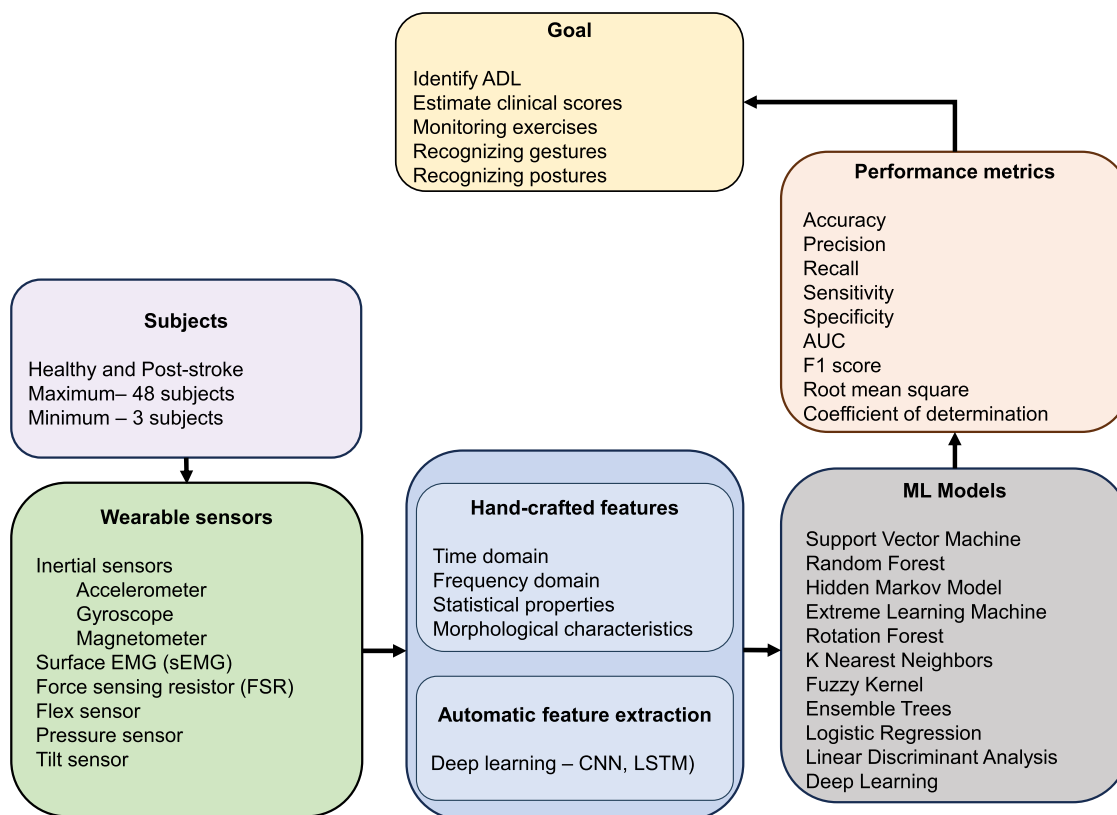 Goal
Identify ADL
Estimate clinical scores
Monitoring exercises
Recognizing gestures
Recognizing postures
Performance metrics
Accuracy
Precision
Recall
Sensitivity
Specificity
AUC
F1 score
Root mean square
Coefficient of determination
Subjects
Healthy and Post-stroke
Maximum– 48 subjects
Minimum – 3 subjects
Wearable sensors
Inertial sensors
Accelerometer
Gyroscope
Magnetometer
Surface EMG (sEMG)
Force sensing resistor (FSR)
Flex sensor
Pressure sensor
Tilt sensor
Hand-crafted features
Time domain
Frequency domain
Statistical properties
Morphological characteristics
Automatic feature extraction
Deep learning – CNN, LSTM)
ML Models
Support Vector Machine
Random Forest
Hidden Markov Model
Extreme Learning Machine
Rotation Forest
K Nearest Neighbors
Fuzzy Kernel
Ensemble Trees
Logistic Regression
Linear Discriminant Analysis
Deep Learning